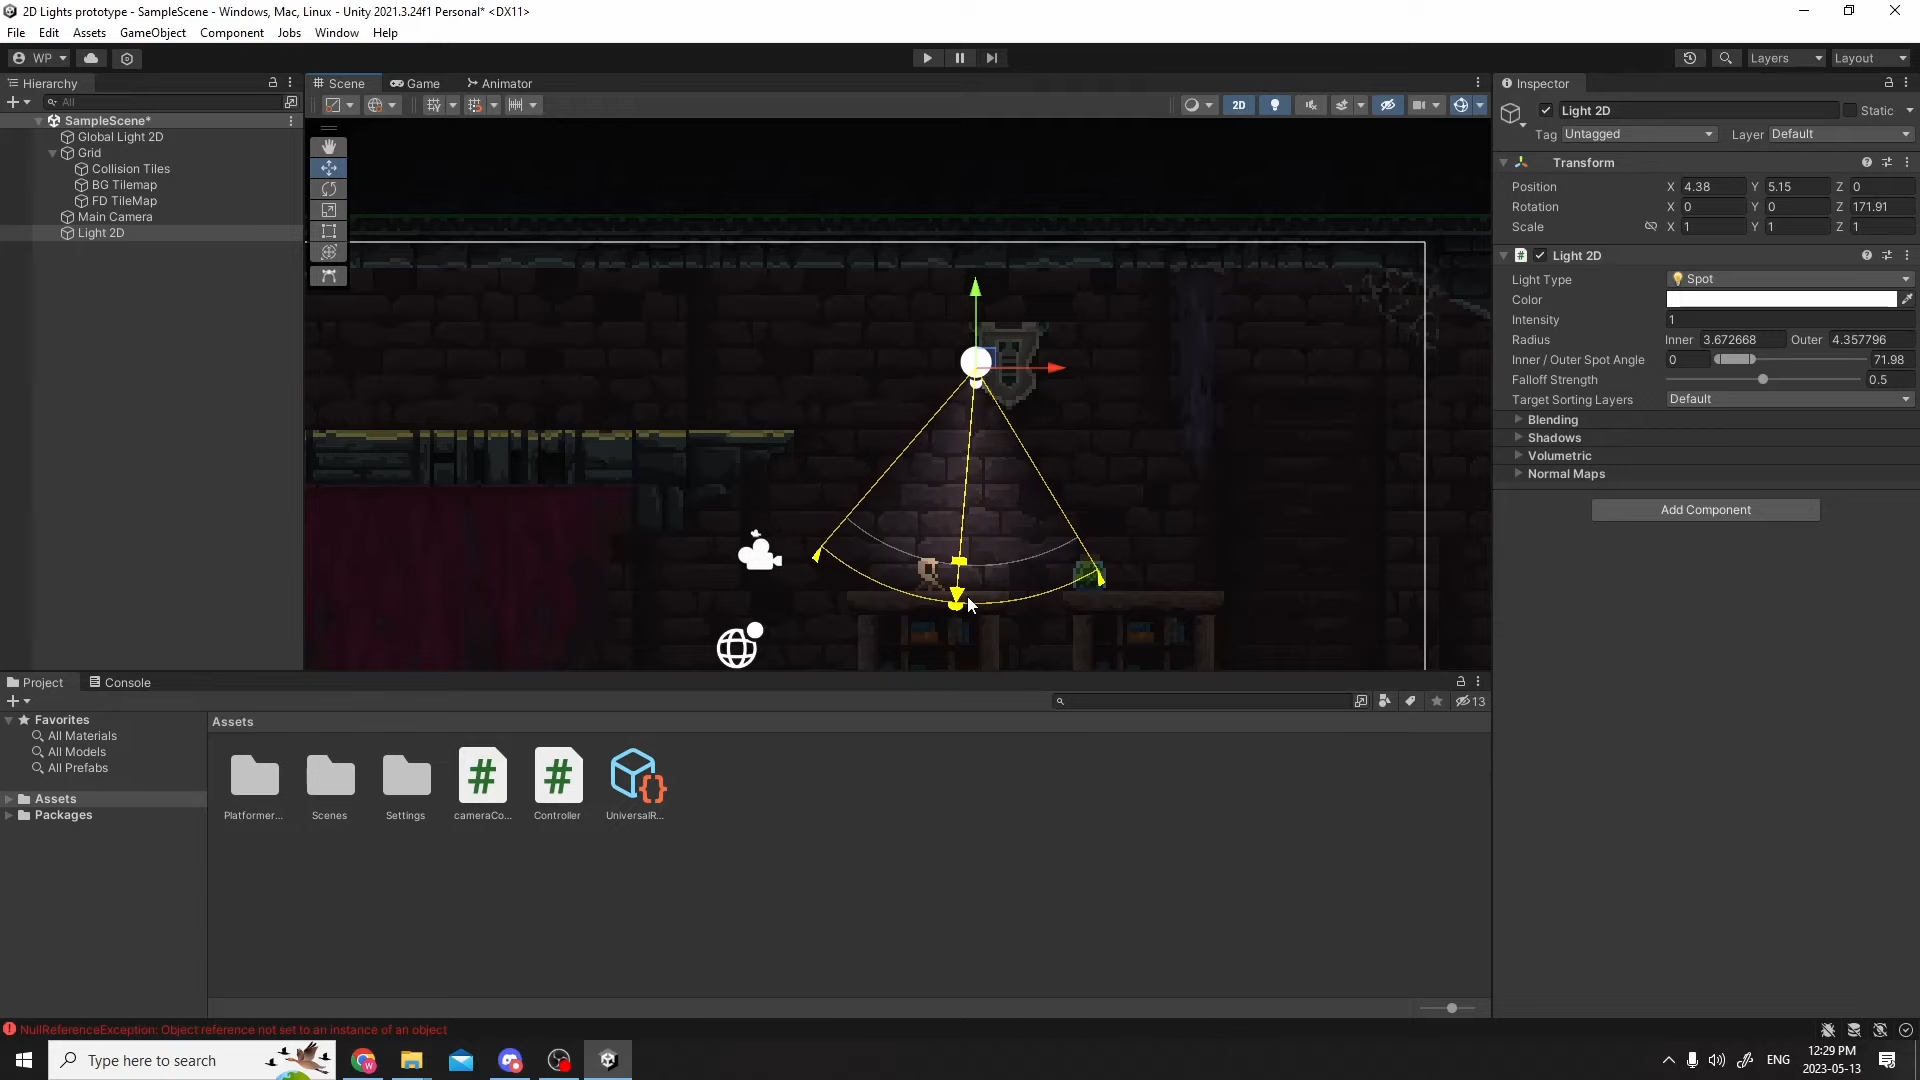 2D Lights prototype - SampleScene - Windows, Mac, Linux - Unity 2021.3.24f1 Personal* <DX11>
File Edit Assets GameObject Component Jobs Window Help
WP Layers Layout
Hierarchy
All
SampleScene*
Global Light 2D
Grid
Collision Tiles
BG Tilemap
FD TileMap
Main Camera
Light 2D
Scene Game Animator
2D
Inspector
Light 2D Static
Tag Untagged Layer Default
Transform
Position X 4.38 Y 5.15 Z 0
Rotation X 0 Y 0 Z 171.91
Scale X 1 Y 1 Z 1
Light 2D
Light Type Spot
Color
Intensity 1
Radius Inner 3.672668 Outer 4.357796
Inner / Outer Spot Angle 0 71.98
Falloff Strength 0.5
Target Sorting Layers Default
Blending
Shadows
Volumetric
Normal Maps
Add Component
Project Console
13
Favorites
All Materials
All Models
All Prefabs
Assets
Packages
Assets
Platformer... Scenes Settings cameraCo... Controller UniversalR...
NullReferenceException: Object reference not set to an instance of an object
Type here to search
ENG
12:29 PM
2023-05-13